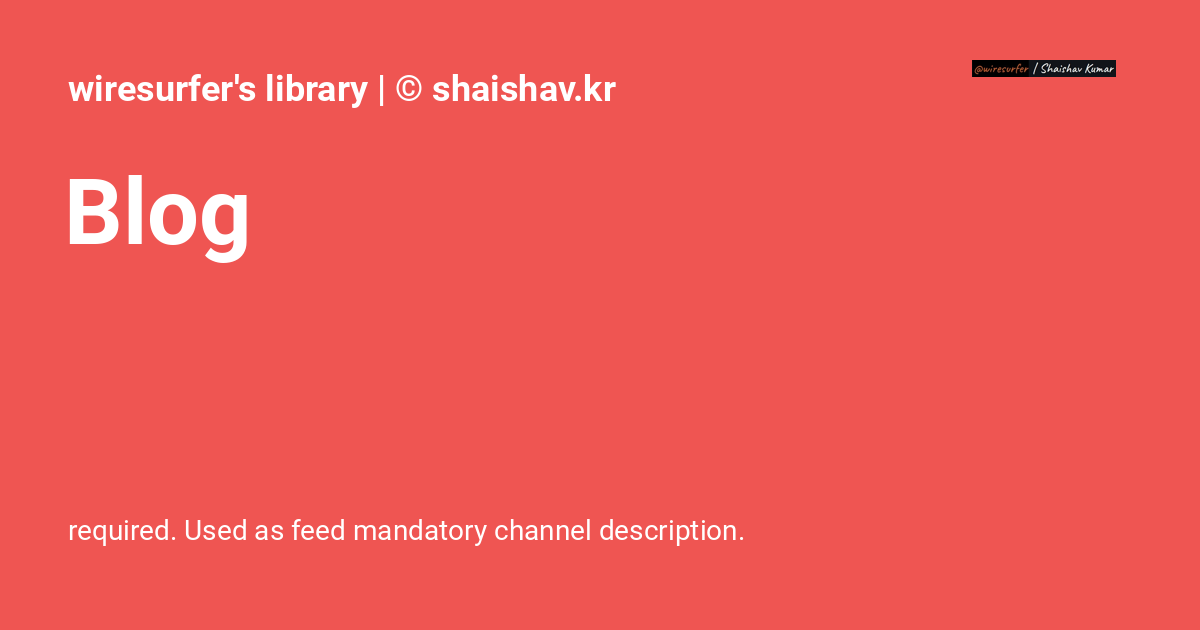 wiresurfer's library | © shaishav.kr
@wiresurfer | Shaishav Kumar
Blog
required. Used as feed mandatory channel description.